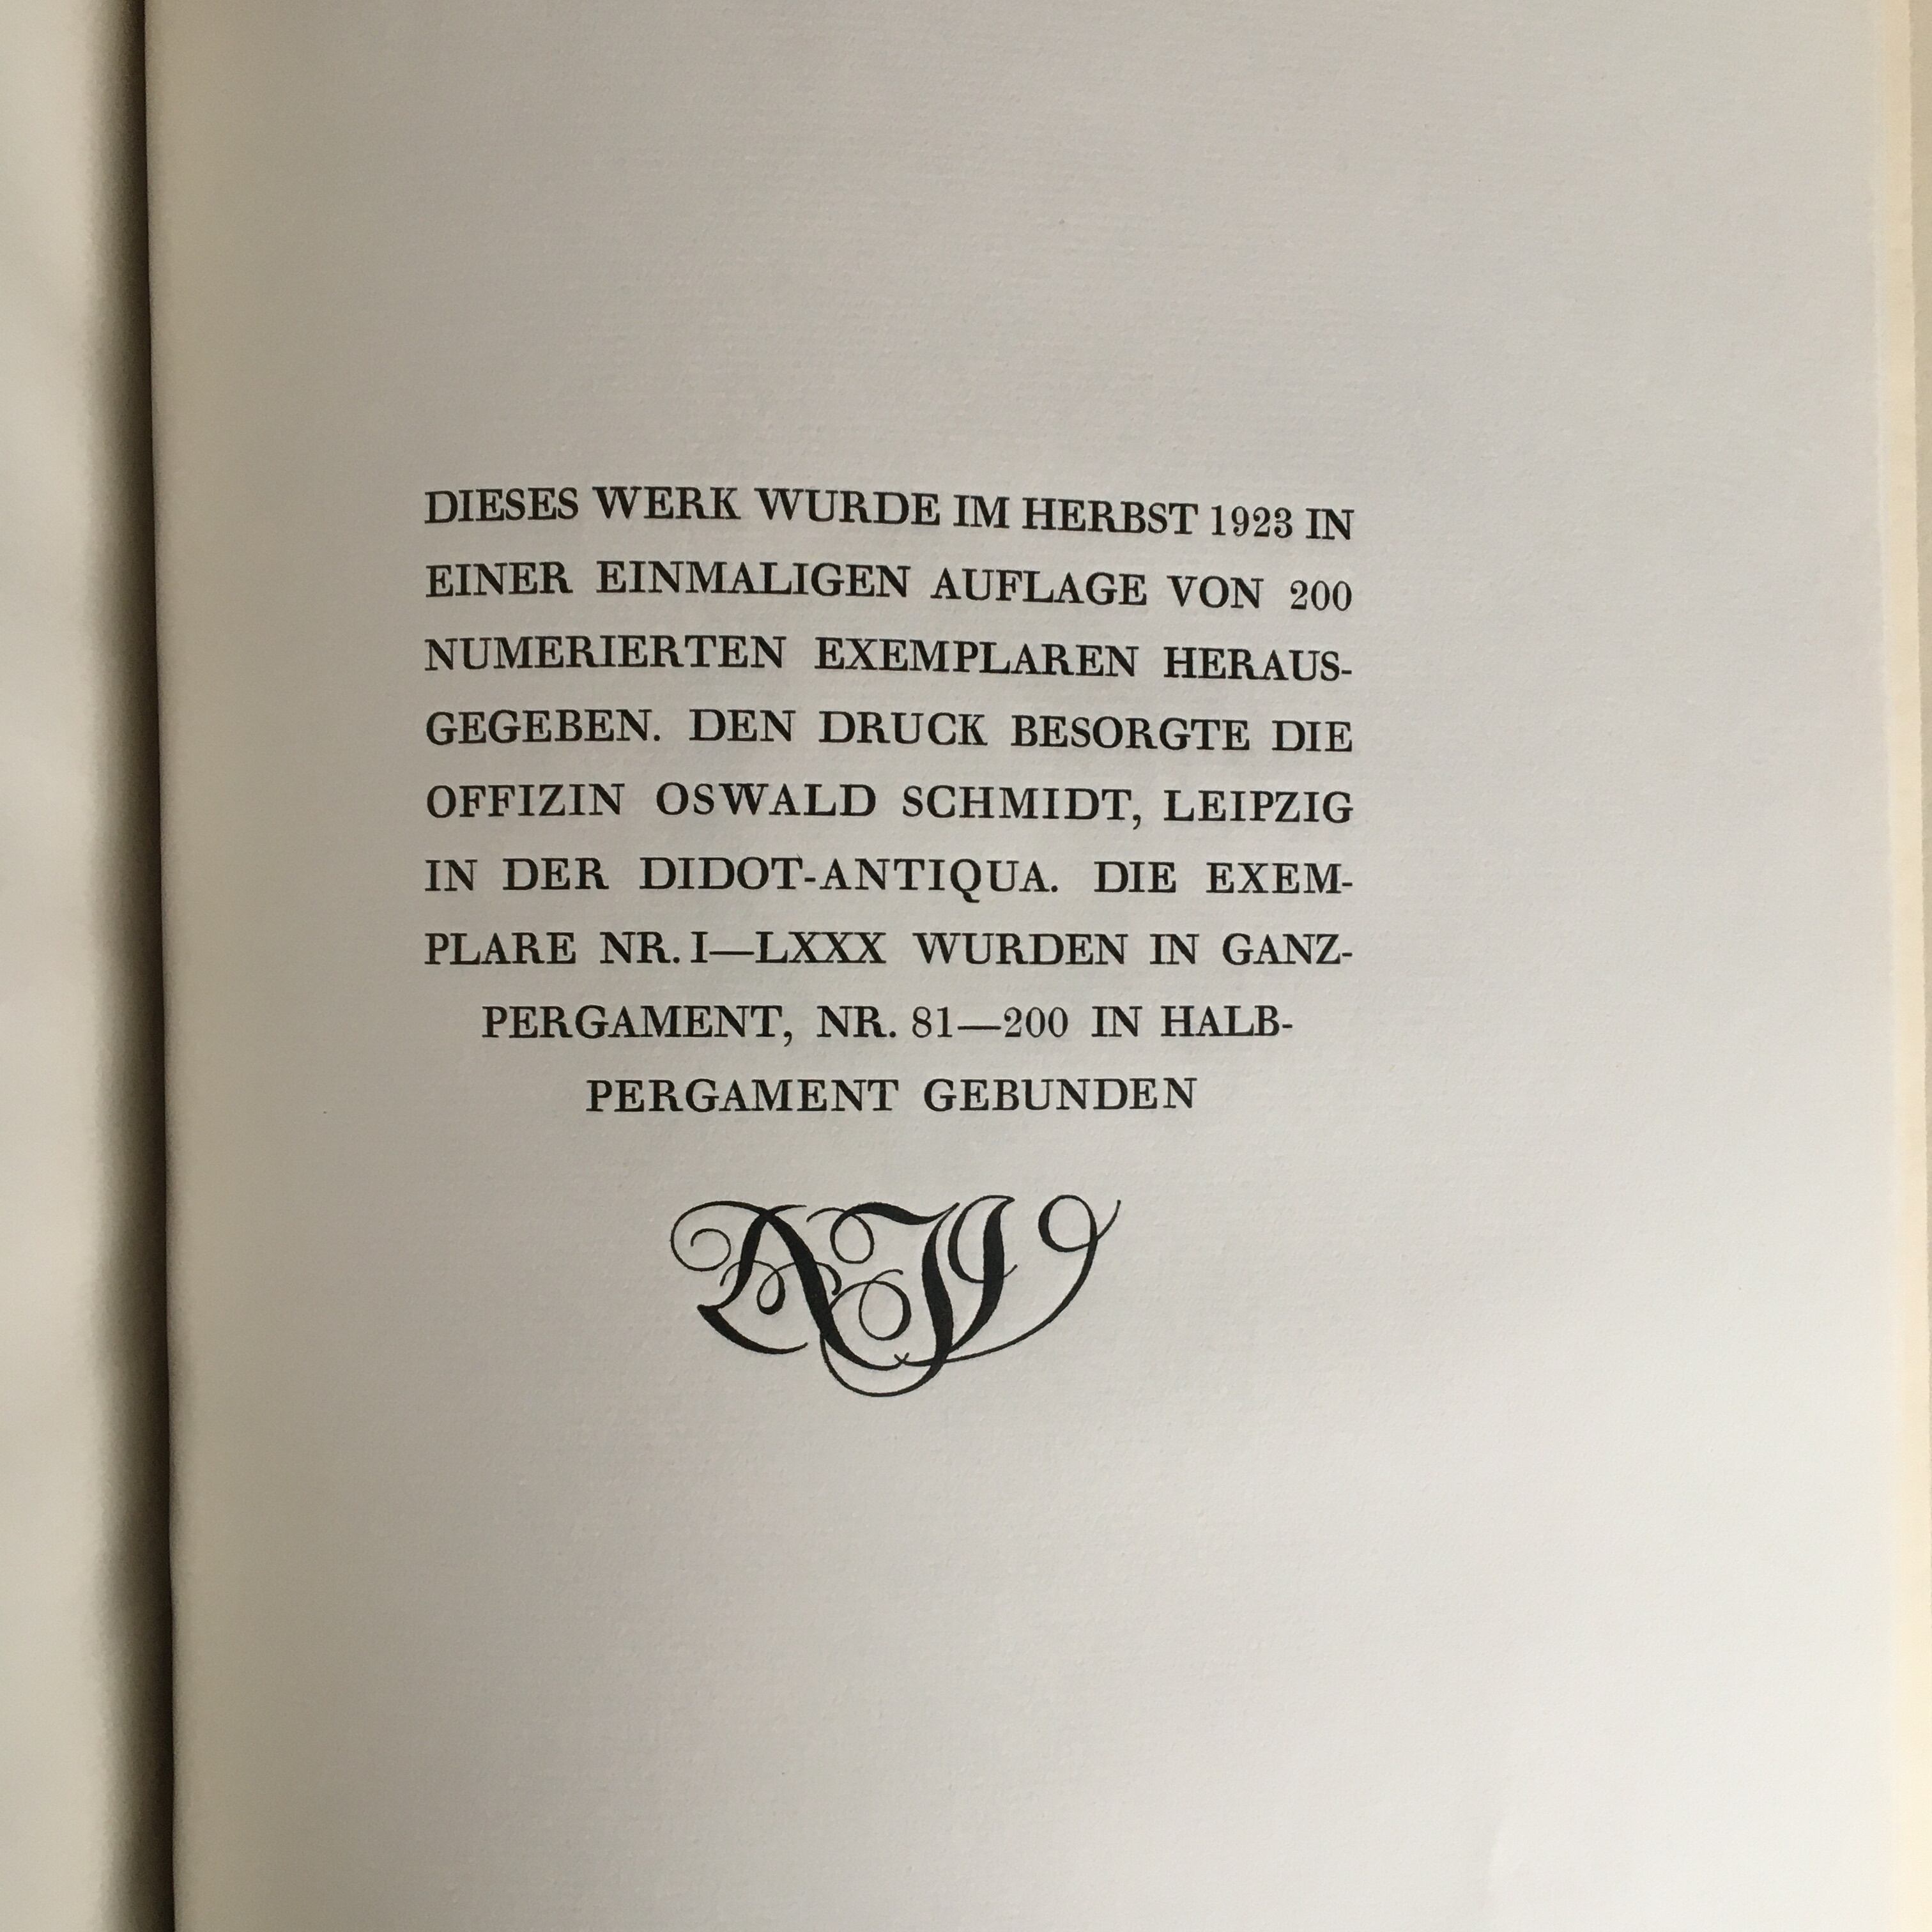 DIESES WERK WURDE IM HERBST 1923 IN
EINER EINMALIGEN AUFLAGE VON 200
NUMERIERTEN EXEMPLAREN HERAUS-
GEGEBEN. DEN DRUCK BESORGTE DIE
OFFIZIN OSWALD SCHMIDT, LEIPZIG
IN DER DIDOT-ANTIQUA. DIE EXEM-
PLARE NR. I—LXXX WURDEN IN GANZ-
PERGAMENT, NR. 81—200 IN HALB-
PERGAMENT GEBUNDEN